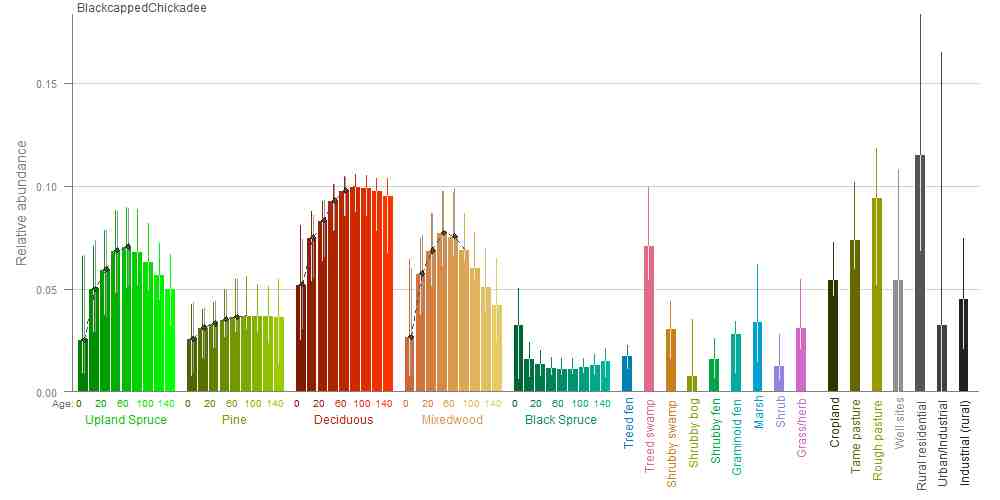 BlackcappedChickadee
Relative abundance
0.15
0.10
0.05
0.00
Age: 0 20 60 100 140 0 20 60 100 140 0 20 60 100 140 0 20 60 100 140 0 20 60 100 140
Upland Spruce Pine Deciduous Mixedwood Black Spruce
Treed fen
Treed swamp
Shrubby swamp
Shrubby bog
Shrubby fen
Graminoid fen
Marsh
Shrub
Grass/herb
Cropland
Tame pasture
Rough pasture
Well sites
Rural residential
Urban/Industrial
Industrial (rural)